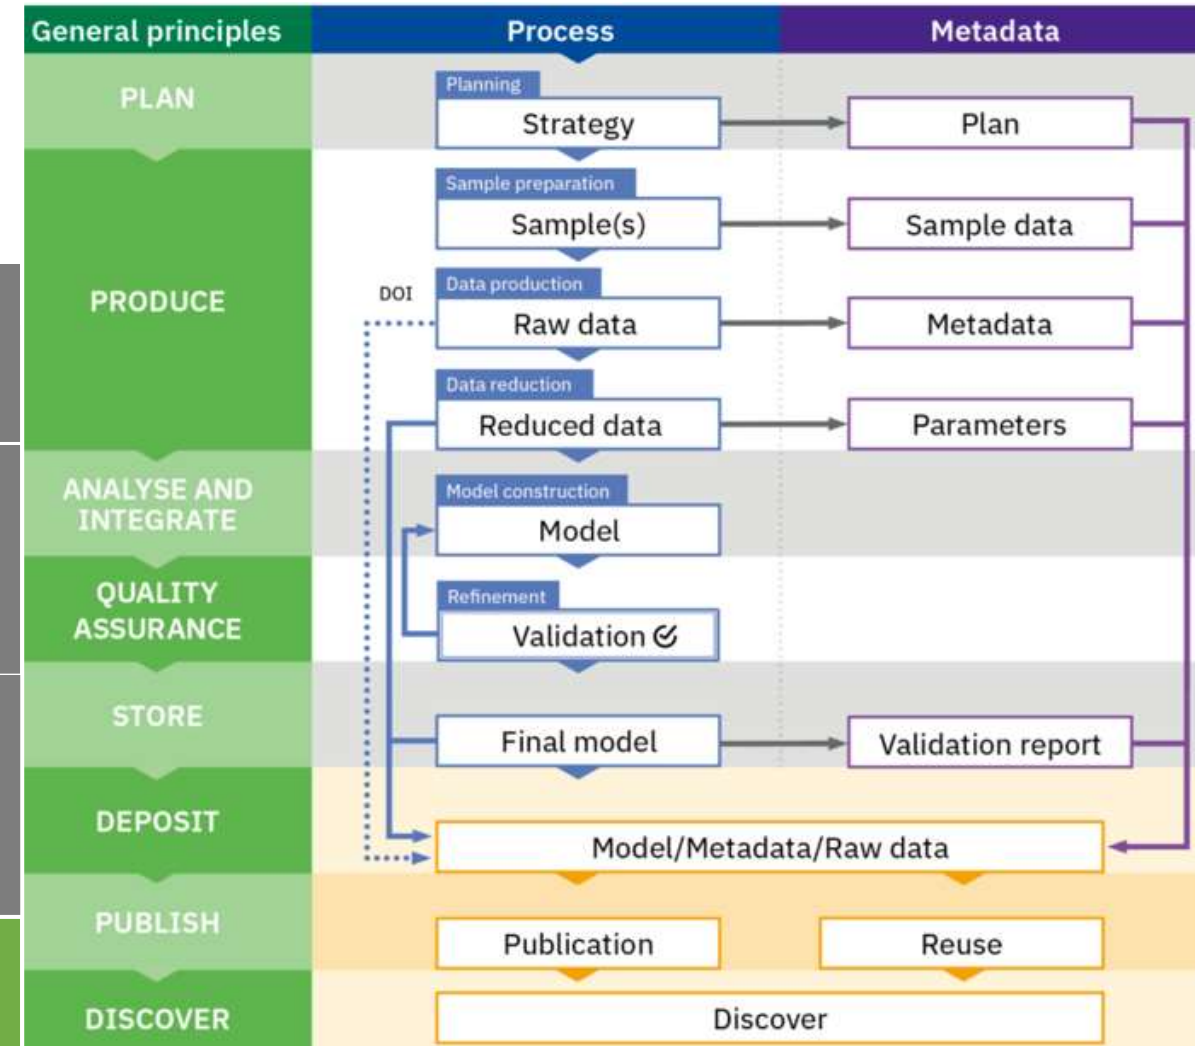 General principles
Process
Metadata
PLAN
Planning
Strategy
Plan
PRODUCE
Sample preparation
Sample(s)
Sample data
DOI
Data production
Raw data
Metadata
Data reduction
Reduced data
Parameters
ANALYSE AND
INTEGRATE
Model construction
Model
QUALITY
ASSURANCE
Refinement
Validation
STORE
Final model
Validation report
DEPOSIT
Model/Metadata/Raw data
PUBLISH
Publication
Reuse
DISCOVER
Discover